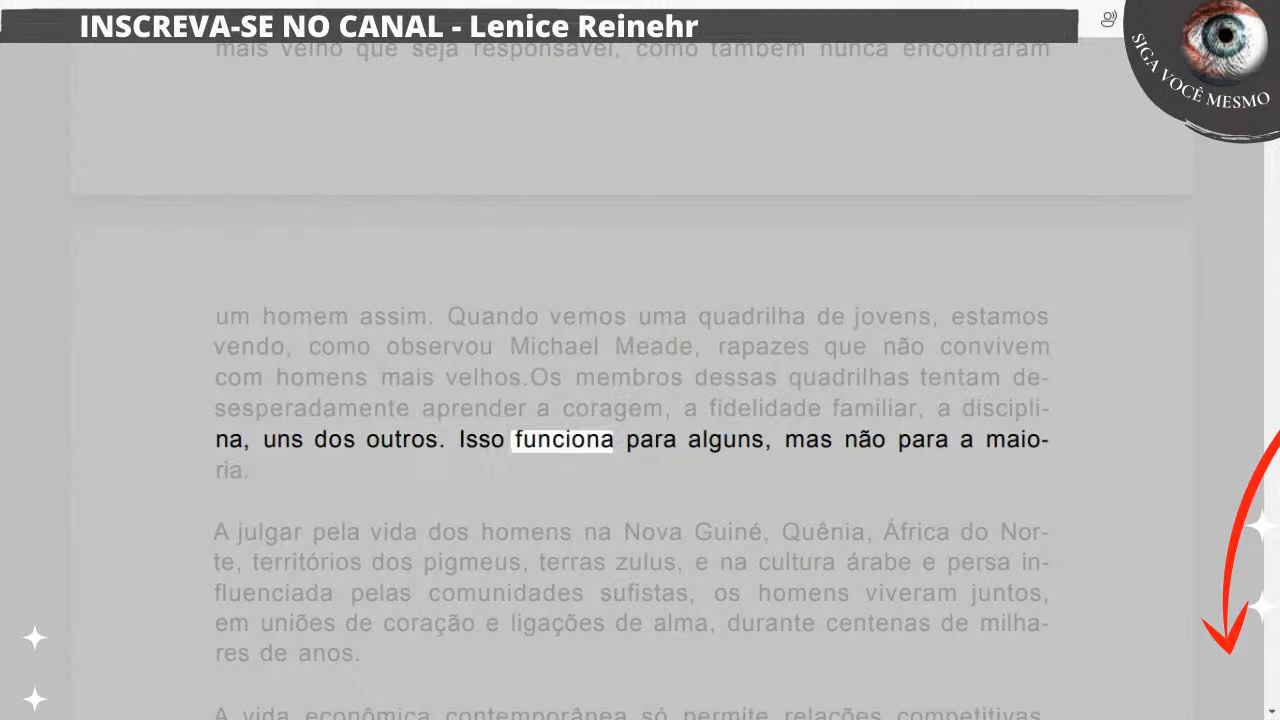 INSCREVA-SE NO CANAL - Lenice Reinehr
SIGA VOCÊ MESMO
mais velho que seja responsável, como também nunca encontraram
um homem assim. Quando vemos uma quadrilha de jovens, estamos
vendo, como observou Michael Meade, rapazes que não convivem
com homens mais velhos.Os membros dessas quadrilhas tentam de-
sesperadamente aprender a coragem, a fidelidade familiar, a discipli-
na, uns dos outros. Isso funciona para alguns, mas não para a maio-
ria.
A julgar pela vida dos homens na Nova Guiné, Quênia, África do Nor-
te, territórios dos pigmeus, terras zulus, e na cultura árabe e persa in-
fluenciada pelas comunidades sufistas, os homens viveram juntos,
em uniões de coração e ligações de alma, durante centenas de milha-
res de anos.
A vida econômica contemporânea só permite relações competitivas,